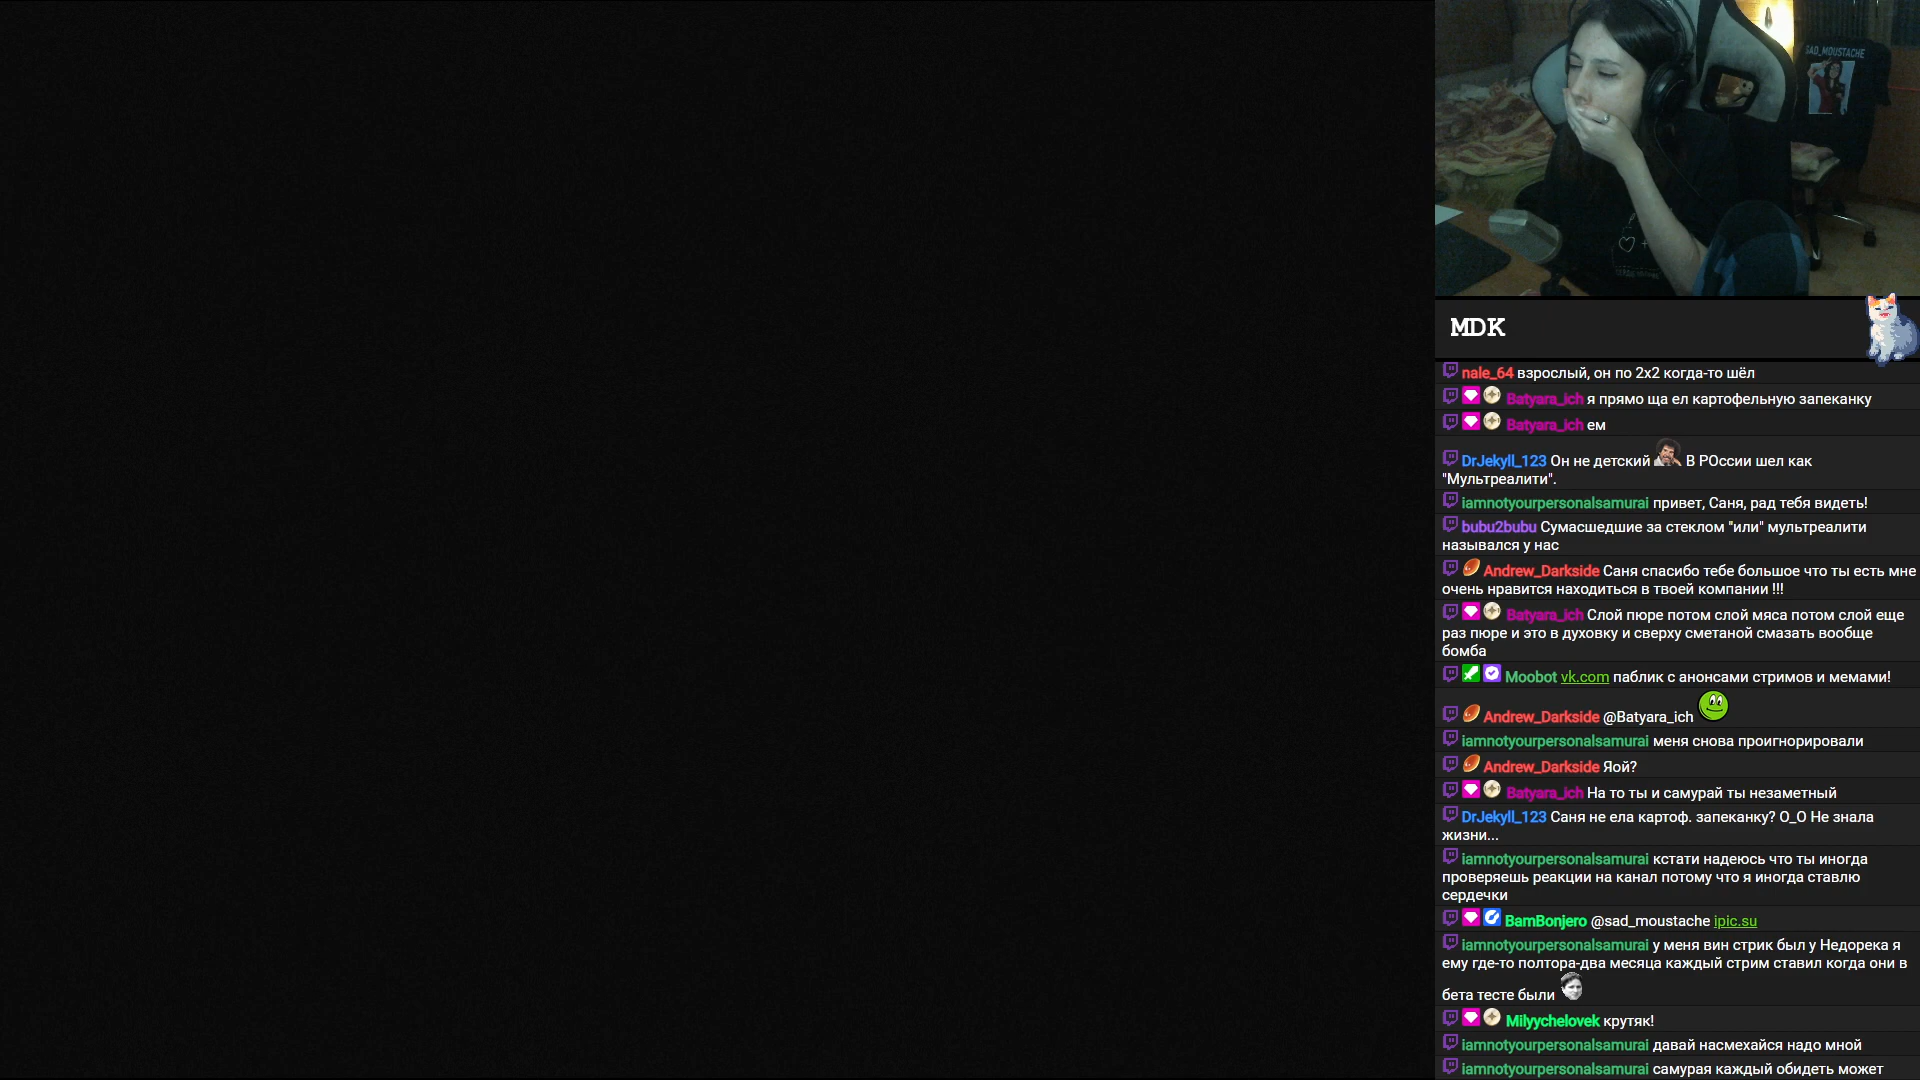 SAD_MOUSTACHE
MDK
nale_64 взрослый, он по 2x2 когда-то шёл
Batyara_ich я прямо ща ел картофельную запеканку
Batyara_ich ем
DrJekyll_123 Он не детский В РОссии шел как
"Мультреалити".
iamnotyourpersonalsamurai привет, Саня, рад тебя видеть!
bubu2bubu Сумасшедшие за стеклом "или" мультреалити
назывался у нас
Andrew_Darkside Саня спасибо тебе большое что ты есть мне
очень нравится находиться в твоей компании !!!
Batyara_ich Слой пюре потом слой мяса потом слой еще
раз пюре и это в духовку и сверху сметаной смазать вообще
бомба
Moobot vk.com паблик с анонсами стримов и мемами!
Andrew_Darkside @Batyara_ich
iamnotyourpersonalsamurai меня снова проигнорировали
Andrew_Darkside Яой?
Batyara_ich На то ты и самурай ты незаметный
DrJekyll_123 Саня не ела картоф. запеканку? О_О Не знала
жизни...
iamnotyourpersonalsamurai кстати надеюсь что ты иногда
проверяешь реакции на канал потому что я иногда ставлю
сердечки
BamBonjero @sad_moustache ipic.su
iamnotyourpersonalsamurai у меня вин стрик был у Недорека я
ему где-то полтора-два месяца каждый стрим ставил когда они в
бета тесте были
Milyychelovek крутяк!
iamnotyourpersonalsamurai давай насмехайся надо мной
iamnotyourpersonalsamurai самурая каждый обидеть может